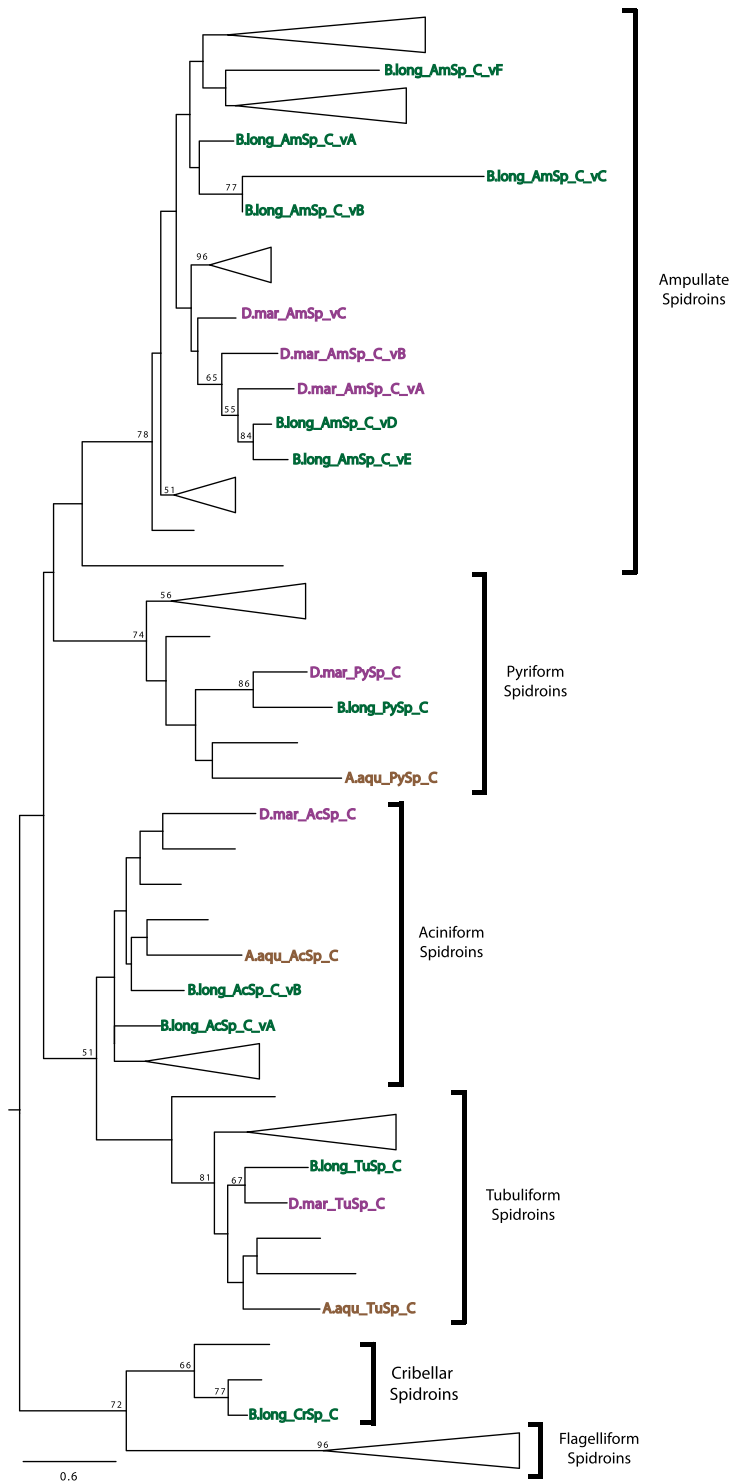 B.long_AmSp_C_vF
B.long_AmSp_C_vA
77
B.long_AmSp_C_vC
B.long_AmSp_C_vB
96
Ampullate
Spidroins
D.mar_AmSp_vC
D.mar_AmSp_C_vB
65
D.mar_AmSp_C_vA
55
B.long_AmSp_C_vD
84
78
B.long_AmSp_C_vE
51
56
74
D.mar_PySp_C
86
B.long_PySp_C
Pyriform
Spidroins
A.aqu_PySp_C
D.mar_AcSp_C
Aciniform
Spidroins
A.aqu_AcSp_C
B.long_AcSp_C_vB
B.long_AcSp_C_vA
51
B.long_TuSp_C
81
67
D.mar_TuSp_C
Tubuliform
Spidroins
A.aqu_TuSp_C
66
Cribellar
Spidroins
77
72
B.long_CrSp_C
96
Flagelliform
Spidroins
0.6